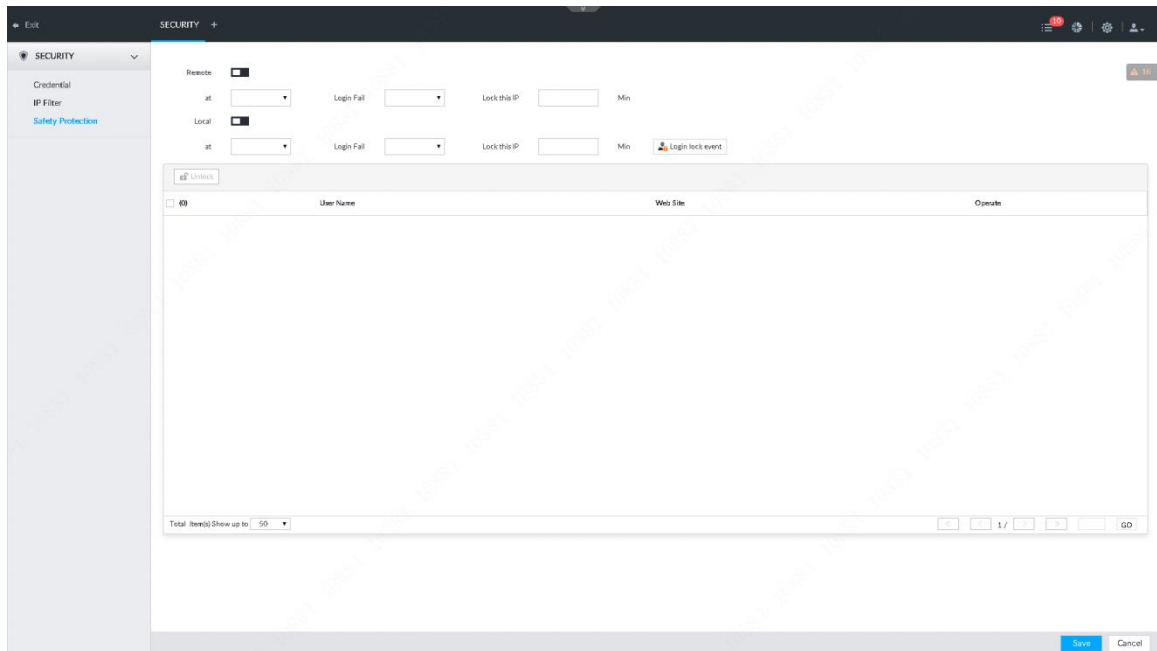 Exit SECURITY + 10
SECURITY
Credential
IP Filter
Safety Protection
Remote
16
at Login Fail Lock this IP Min
Local
at Login Fail Lock this IP Min Login lock event
Unlock
(0) User Name Web Site Operate
Total Item(s) Show up to 50 1 / GO
Save Cancel